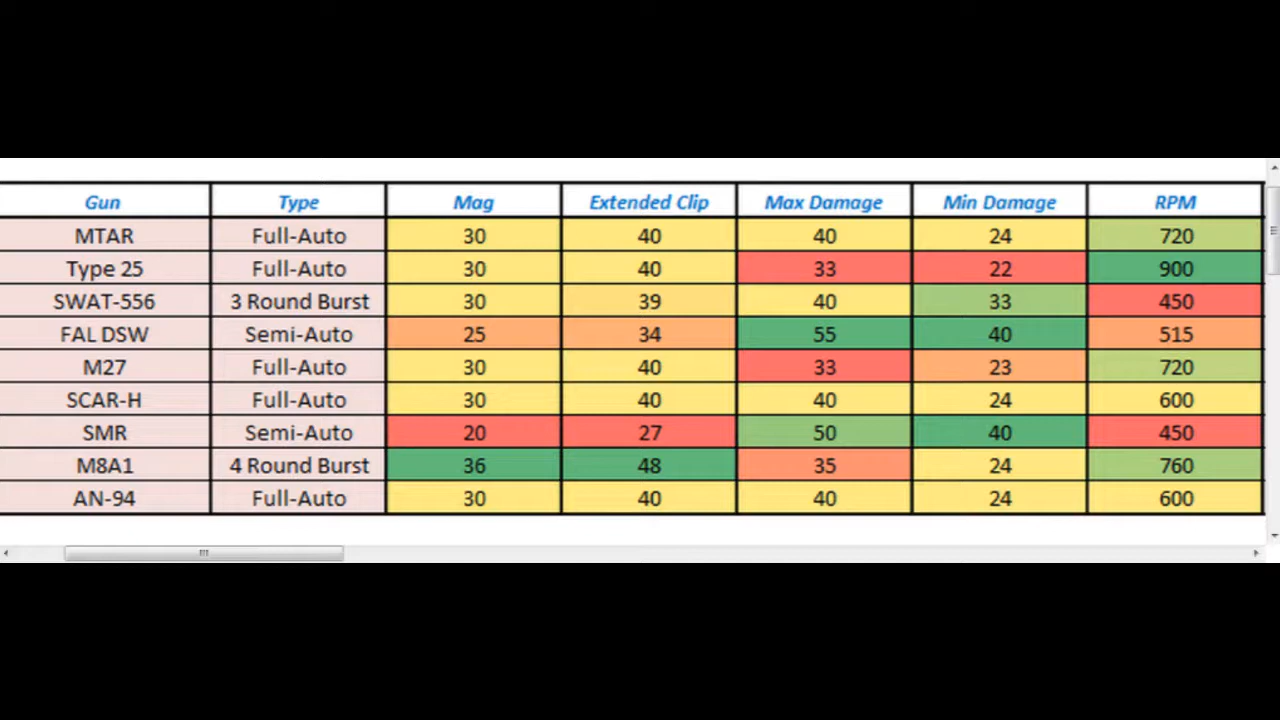 Gun Type Mag Extended Clip Max Damage Min Damage RPM
MTAR Full-Auto 30 40 40 24 720
Type 25 Full-Auto 30 40 33 22 900
SWAT-556 3 Round Burst 30 39 40 33 450
FAL DSW Semi-Auto 25 34 55 40 515
M27 Full-Auto 30 40 33 23 720
SCAR-H Full-Auto 30 40 40 24 600
SMR Semi-Auto 20 27 50 40 450
M8A1 4 Round Burst 36 48 35 24 760
AN-94 Full-Auto 30 40 40 24 600